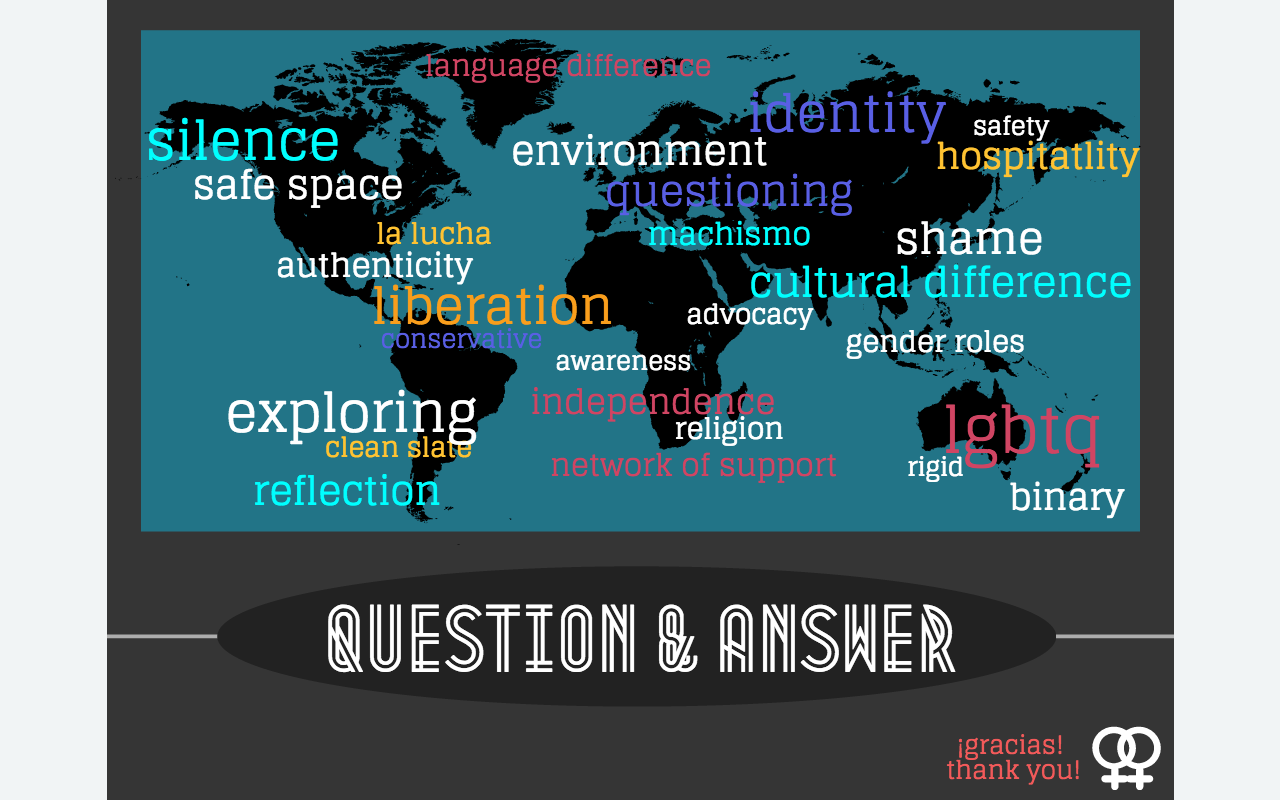 language difference
identity
silence
safety
environment
hospitatlity
safe space
questioning
la lucha
machismo
shame
authenticity
cultural difference
liberation
advocacy
conservative
gender roles
awareness
independence
exploring
religion
lgbtq
clean slate
network of support
rigid
reflection
binary
QUESTION & ANSWER
¡gracias!
thank you!